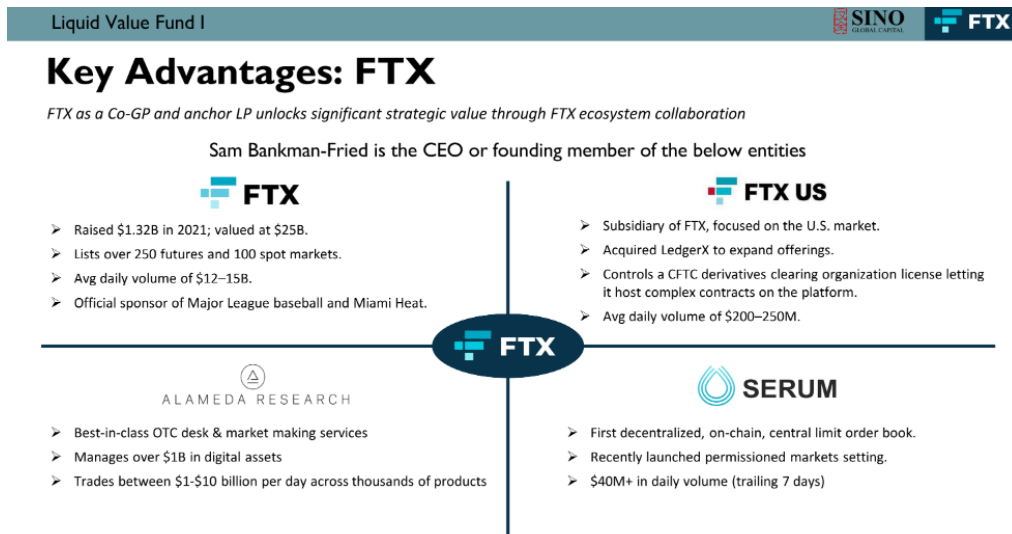 Liquid Value Fund I
SINO
GLOBAL CAPITAL
FTX
Key Advantages: FTX
FTX as a Co-GP and anchor LP unlocks significant strategic value through FTX ecosystem collaboration
Sam Bankman-Fried is the CEO or founding member of the below entities
FTX
➤ Raised $1.32B in 2021; valued at $25B.
➤ Lists over 250 futures and 100 spot markets.
➤ Avg daily volume of $12–15B.
➤ Official sponsor of Major League baseball and Miami Heat.
FTX US
➤ Subsidiary of FTX, focused on the U.S. market.
➤ Acquired LedgerX to expand offerings.
➤ Controls a CFTC derivatives clearing organization license letting
it host complex contracts on the platform.
➤ Avg daily volume of $200–250M.
FTX
ALAMEDA RESEARCH
➤ Best-in-class OTC desk & market making services
➤ Manages over $1B in digital assets
➤ Trades between $1-$10 billion per day across thousands of products
SERUM
➤ First decentralized, on-chain, central limit order book.
➤ Recently launched permissioned markets setting.
➤ $40M+ in daily volume (trailing 7 days)